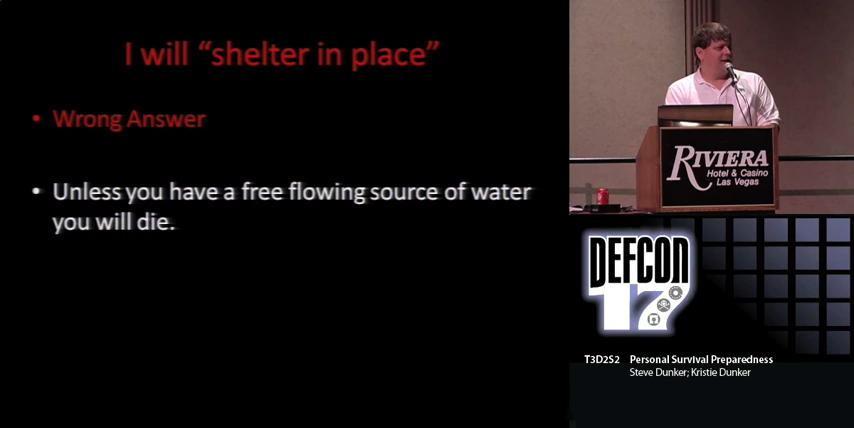 I will “shelter in place”
• Wrong Answer
• Unless you have a free flowing source of water
you will die.
RIVIERA
Hotel & Casino
Las Vegas
DEFCON
17
T3D2S2 Personal Survival Preparedness
Steve Dunker; Kristie Dunker